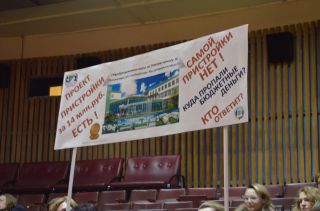 ПРОЕКТ
ПРИСТРОЙКИ
за 14 млн.руб.
ЕСТЬ !
САМОЙ
ПРИСТРОЙКИ
НЕТ !
КУДА ПРОПАЛИ
БЮДЖЕТНЫЕ
ДЕНЬГИ?
КТО ОТВЕТИТ?